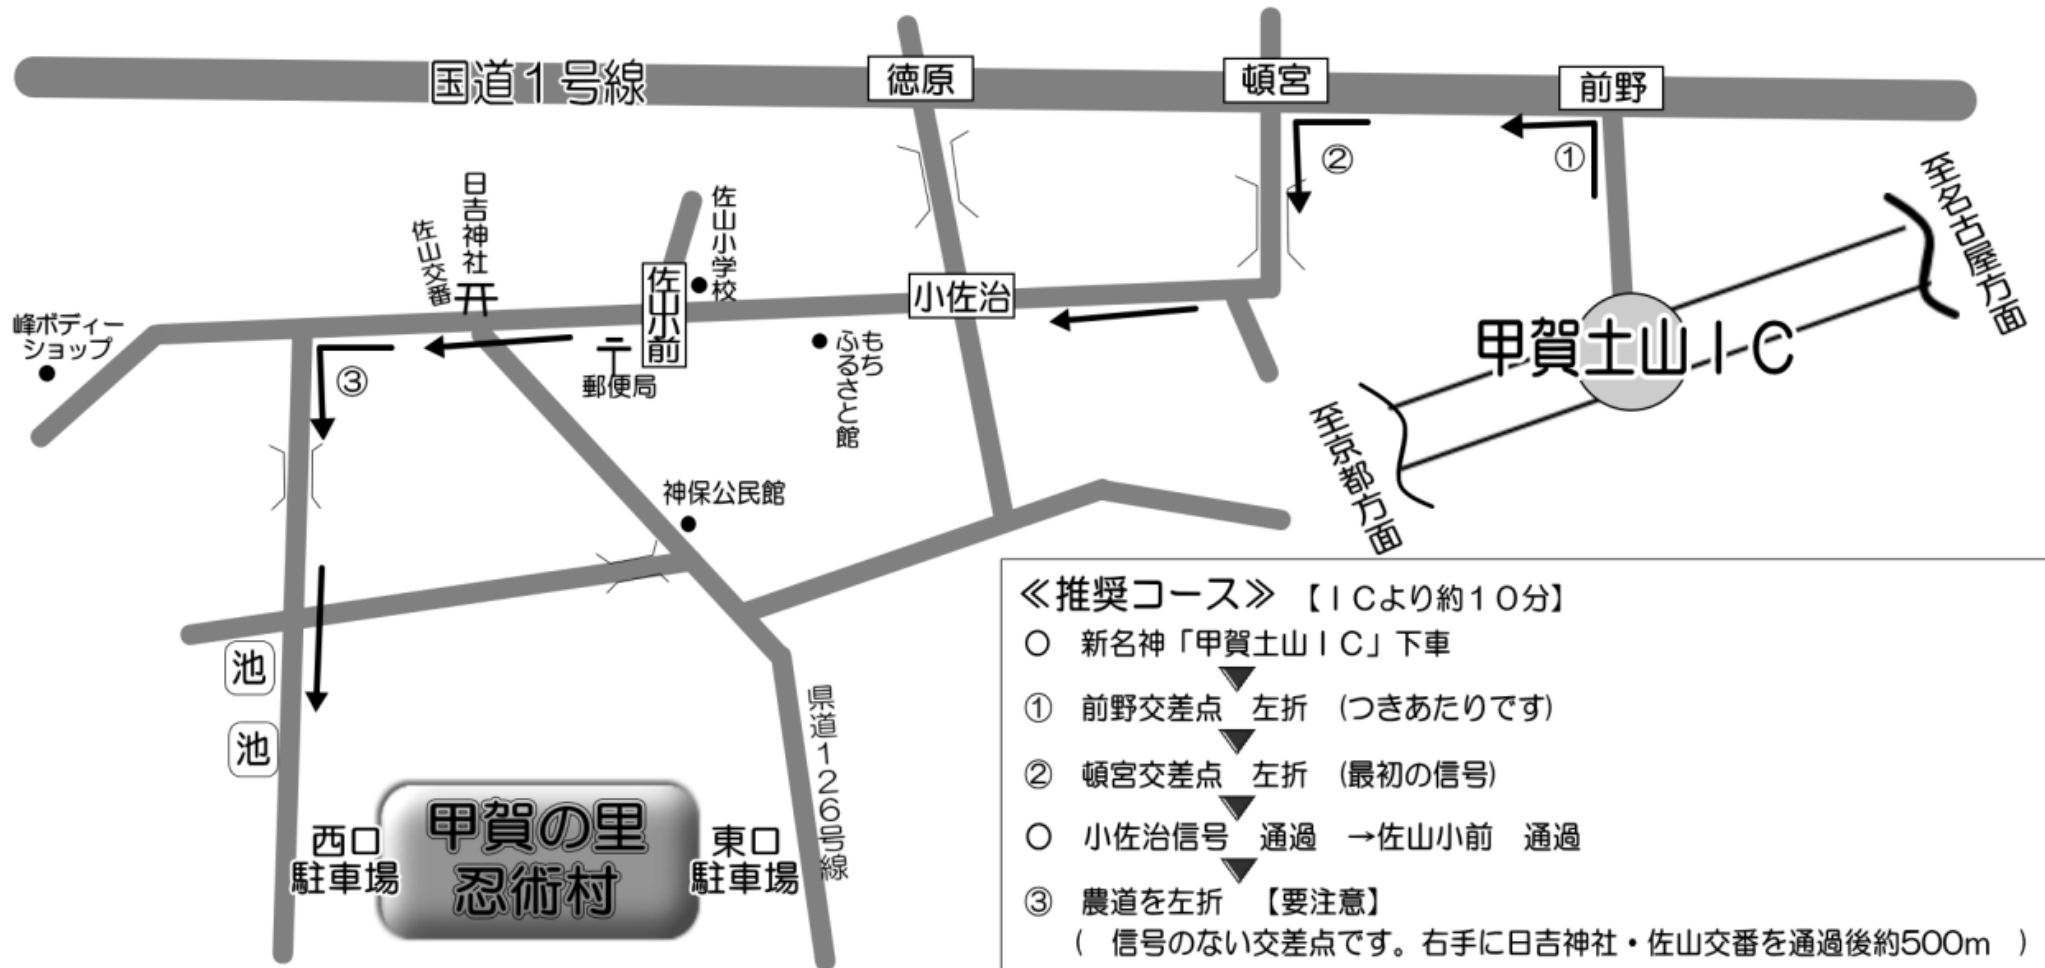 国道1号線
徳原
頓宮
前野
①
②
至名古屋方面
日吉神社
佐山交番
佐山小学校
佐山小前
小佐治
峰ボディー
ショップ
③
〒
郵便局
もち
ふるさと館
甲賀土山IC
至京都方面
神保公民館
池
池
県道126号線
西口
駐車場
甲賀の里
忍術村
東口
駐車場
≪推奨コース≫ 【ICより約10分】
○ 新名神「甲賀土山IC」下車
① 前野交差点 左折 (つきあたりです)
② 頓宮交差点 左折 (最初の信号)
○ 小佐治信号 通過 →佐山小前 通過
③ 農道を左折 【要注意】
( 信号のない交差点です。右手に日吉神社・佐山交番を通過後約500m )